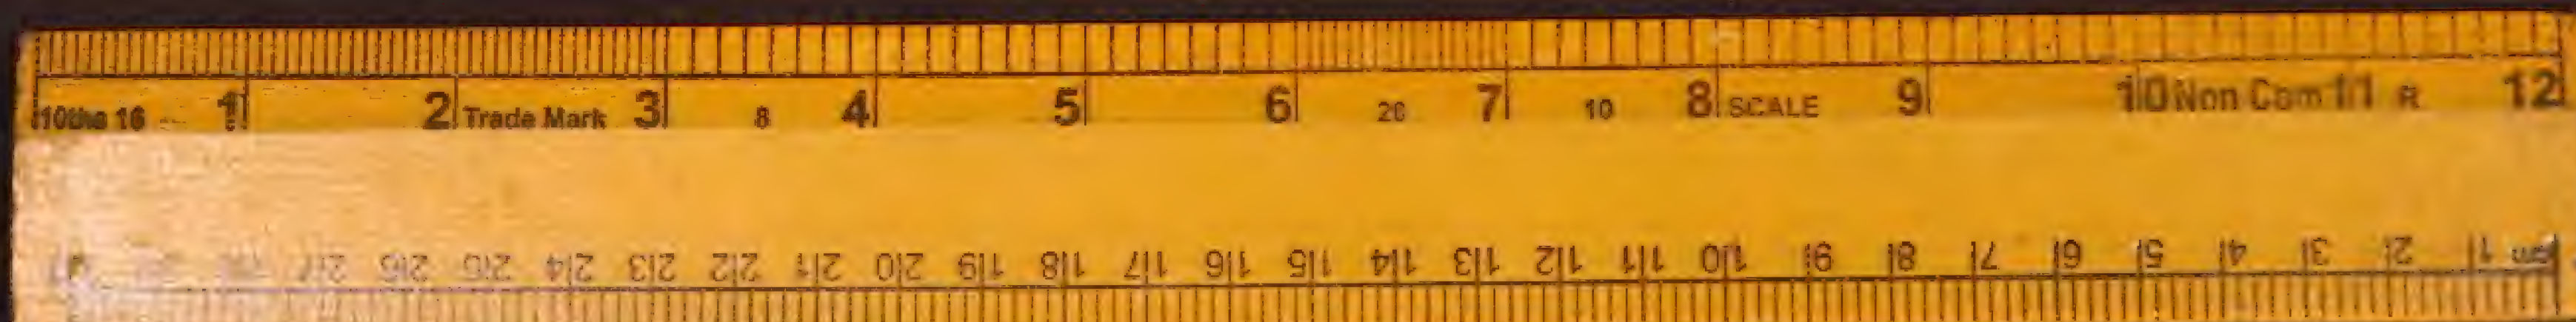 10ths 16 1 2 Trade Mark 3 8 4 5 6 20 7 10 8 SCALE 9 10 Non Com 11 R 12
cm 1 2 3 4 5 6 7 8 9 10 11 12 13 14 15 16 17 18 19 20 21 22 23 24 25 26 27